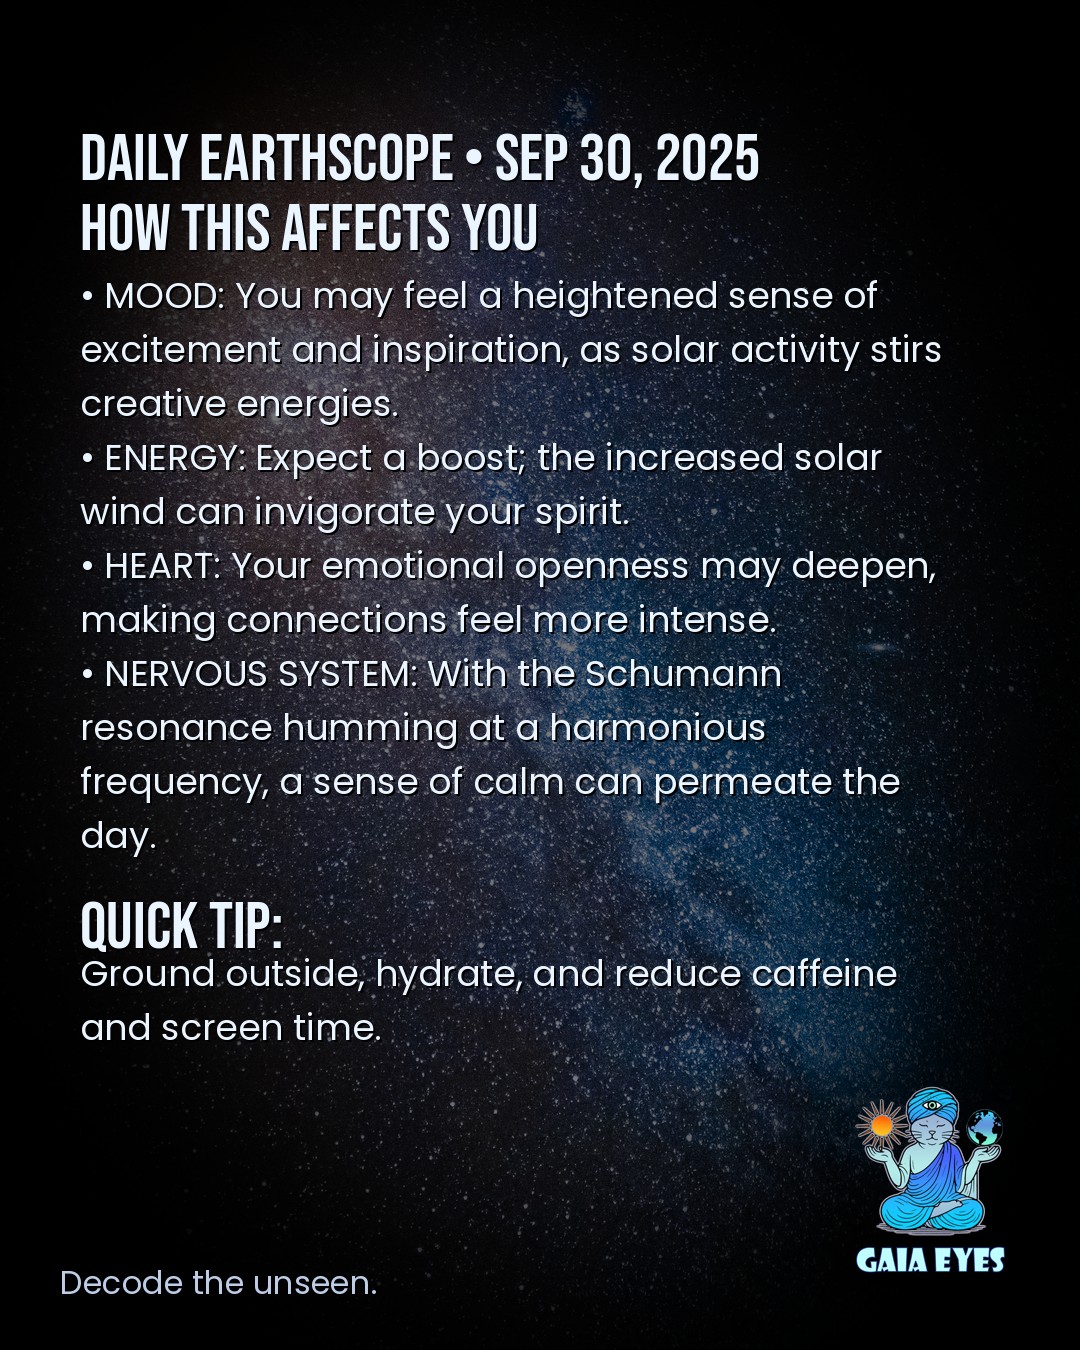 DAILY EARTHSCOPE • SEP 30, 2025
HOW THIS AFFECTS YOU
• MOOD: You may feel a heightened sense of
excitement and inspiration, as solar activity stirs
creative energies.
• ENERGY: Expect a boost; the increased solar
wind can invigorate your spirit.
• HEART: Your emotional openness may deepen,
making connections feel more intense.
• NERVOUS SYSTEM: With the Schumann
resonance humming at a harmonious
frequency, a sense of calm can permeate the
day.
QUICK TIP:
Ground outside, hydrate, and reduce caffeine
and screen time.
GAIA EYES
Decode the unseen.